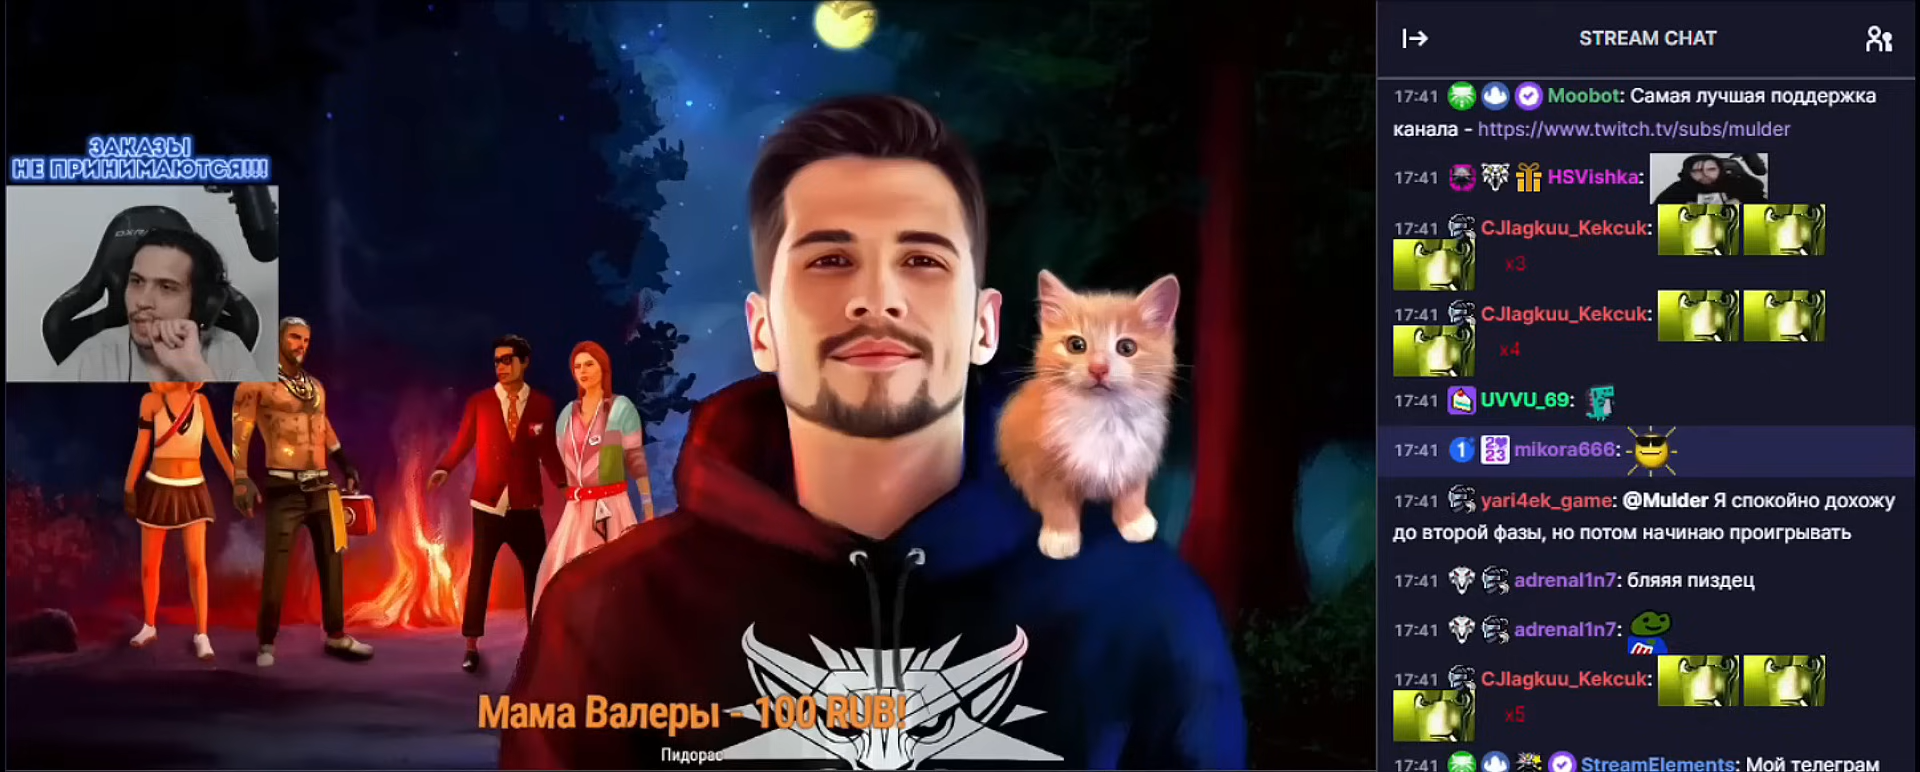 ЗАКАЗЫ
НЕ ПРИНИМАЮТСЯ!!!
Мама Валеры - 100 RUB!
Пидорас
STREAM CHAT
17:41 Moobot: Самая лучшая поддержка
канала - https://www.twitch.tv/subs/mulder
17:41 HSVishka:
17:41 CJlagkuu_Kekcuk:
x3
17:41 CJlagkuu_Kekcuk:
x4
17:41 UVVU_69:
17:41 1 2023 mikora666:
17:41 yari4ek_game: @Mulder Я спокойно дохожу
до второй фазы, но потом начинаю проигрывать
17:41 adrenal1n7: бляяя пиздец
17:41 adrenal1n7:
17:41 CJlagkuu_Kekcuk:
x5
17:41 StreamElements: Мой телеграм